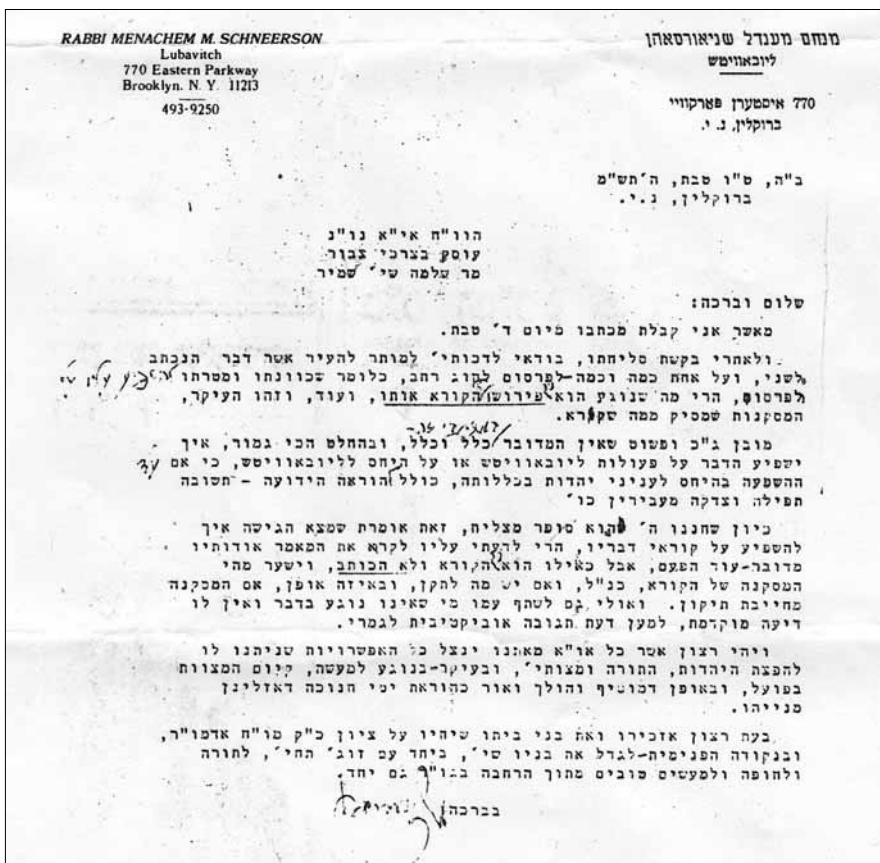 RABBI MENACHEM M. SCHNEERSON
Lubavitch
770 Eastern Parkway
Brooklyn. N. Y. 11213
493-9250
מנחם מענדל שניאורסאהן
ליובאוויטש
770 איסטערן פארקוויי
ברוקלין, נ. י.
ב"ה, ט"ו טבת, ה'תש"מ
ברוקלין, נ.י.
הוו"ח אי"א נו"נ
עוסק בצרכי צבור
מר שלמה שי' שמיר
שלום וברכה:
מאשר אני קבלת מכתבו מיום ד' טבת.
ולאחרי בקשת סליחתו, בודאי לדכותי' למותר להעיר אשר דבר הנכתב
לשני, ועל אחת כמה וכמה-לפרסום לחוג רחב, כלומר שכוונתו ומטרתו
לפרסום, הרי מה שנוגע הוא פירוש הקורא אותו, ועוד, וזהו העיקר,
המסקנות שמסיק ממה שקורא.
מובן ג"כ ופשוט שאין המדובר כלל וכלל, ובהחלט הכי גמור, איך
ישפיע הדבר על פעולות ליובאוויטש או על היחס לליובאוויטש, כי אם
ההשפעה בהיחס לעניני יהדות בכללותה, כולל הוראה הידועה - תשובה
תפילה וצדקה מעבירין כו'
כיון שחננו ה' הוא סופר מצליח, זאת אומרת שמצא הגישה איך
להשפיע על קוראי דבריו, הרי לדעתי עליו לקרא את המאמר אודותיו
מדובר-עוד הפעם, אבל כאילו הוא הקורא ולא הכותב, וישער מהי
המסקנה של הקורא, כנ"ל, ואם יש מה לתקן, ובאיזה אופן, אם המסקנה
מחייבת תיקון. ואולי גם לשתף עמו מי שאינו נוגע בדבר ואין לו
דיעה מוקדמת, למען דעת תגובה אוביקטיבית לגמרי.
ויהי רצון אשר כל או"א מאתנו ינצל כל האפשרויות שניתנו לו
להפצת היהדות, התורה ומצותי', ובעיקר-בנוגע למעשה, קיום המצוות
בפועל, ובאופן דמוסיף והולך ואור כהוראת ימי חנוכה דאזלינן
מנייהו.
בעת רצון אזכירו ואת בני ביתו שיחיו על ציון כ"ק מו"ח אדמו"ר,
ובנקודה הפנימית-לגדל את בניו שי', ביחד עם זוג' תחי', לתורה
ולחופה ולמעשים טובים מתוך הרחבה בגו"ר גם יחד.
בברכה